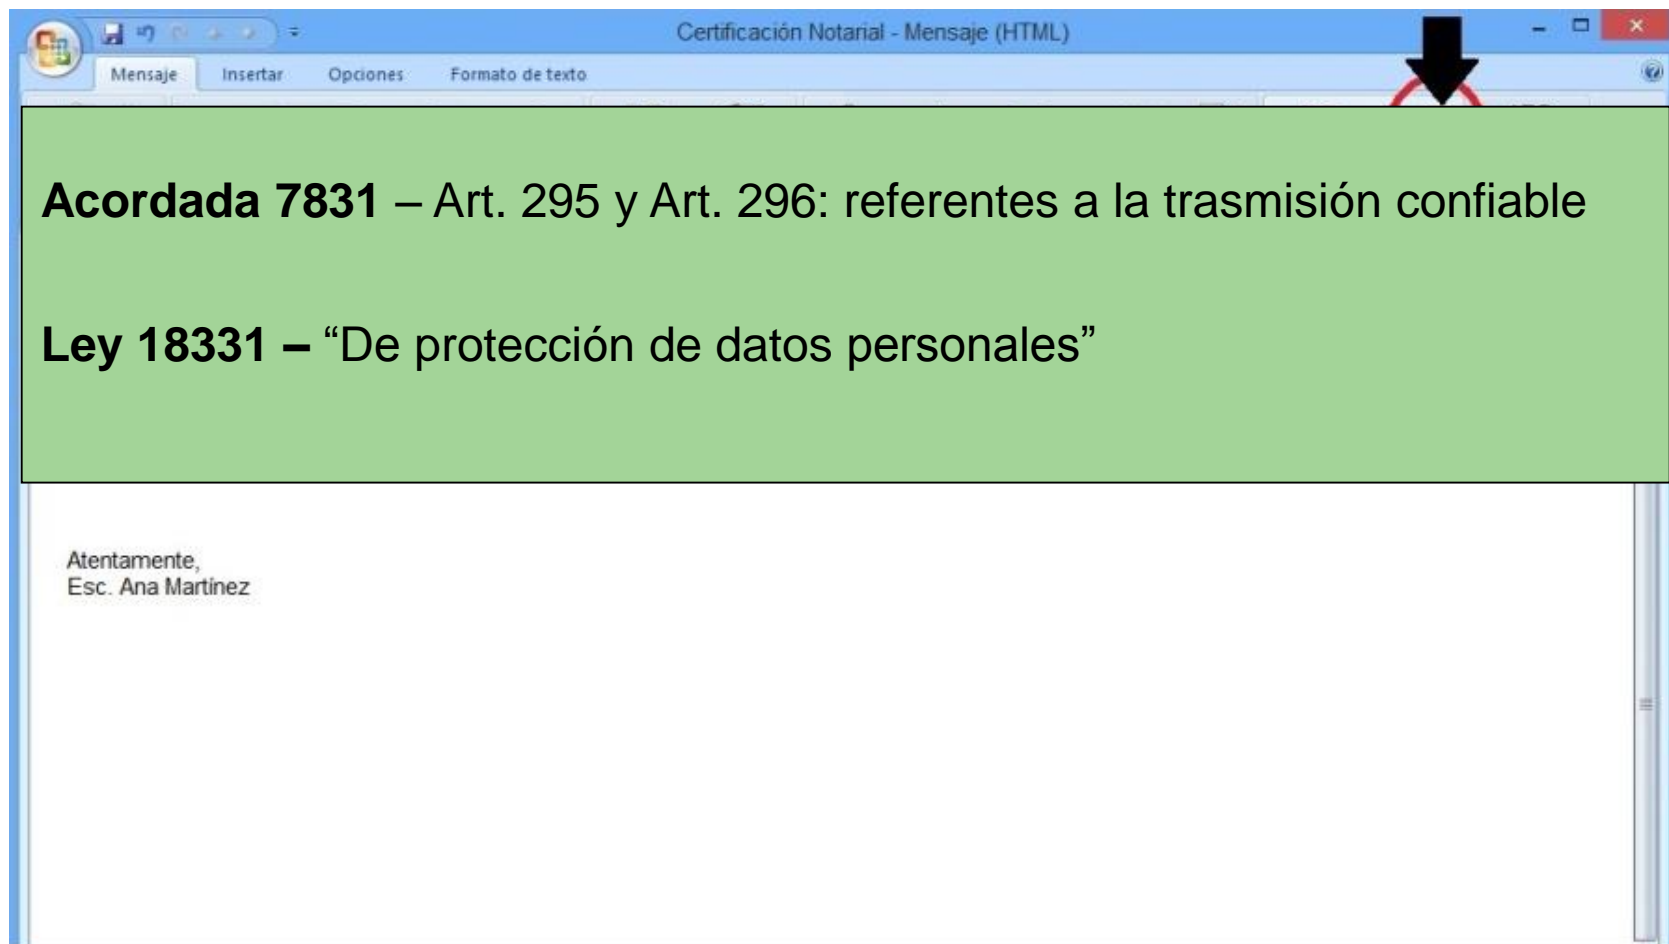 Certificación Notarial - Mensaje (HTML)
Mensaje Insertar Opciones Formato de texto
Acordada 7831 – Art. 295 y Art. 296: referentes a la trasmisión confiable
Ley 18331 – “De protección de datos personales”
Atentamente,
Esc. Ana Martínez